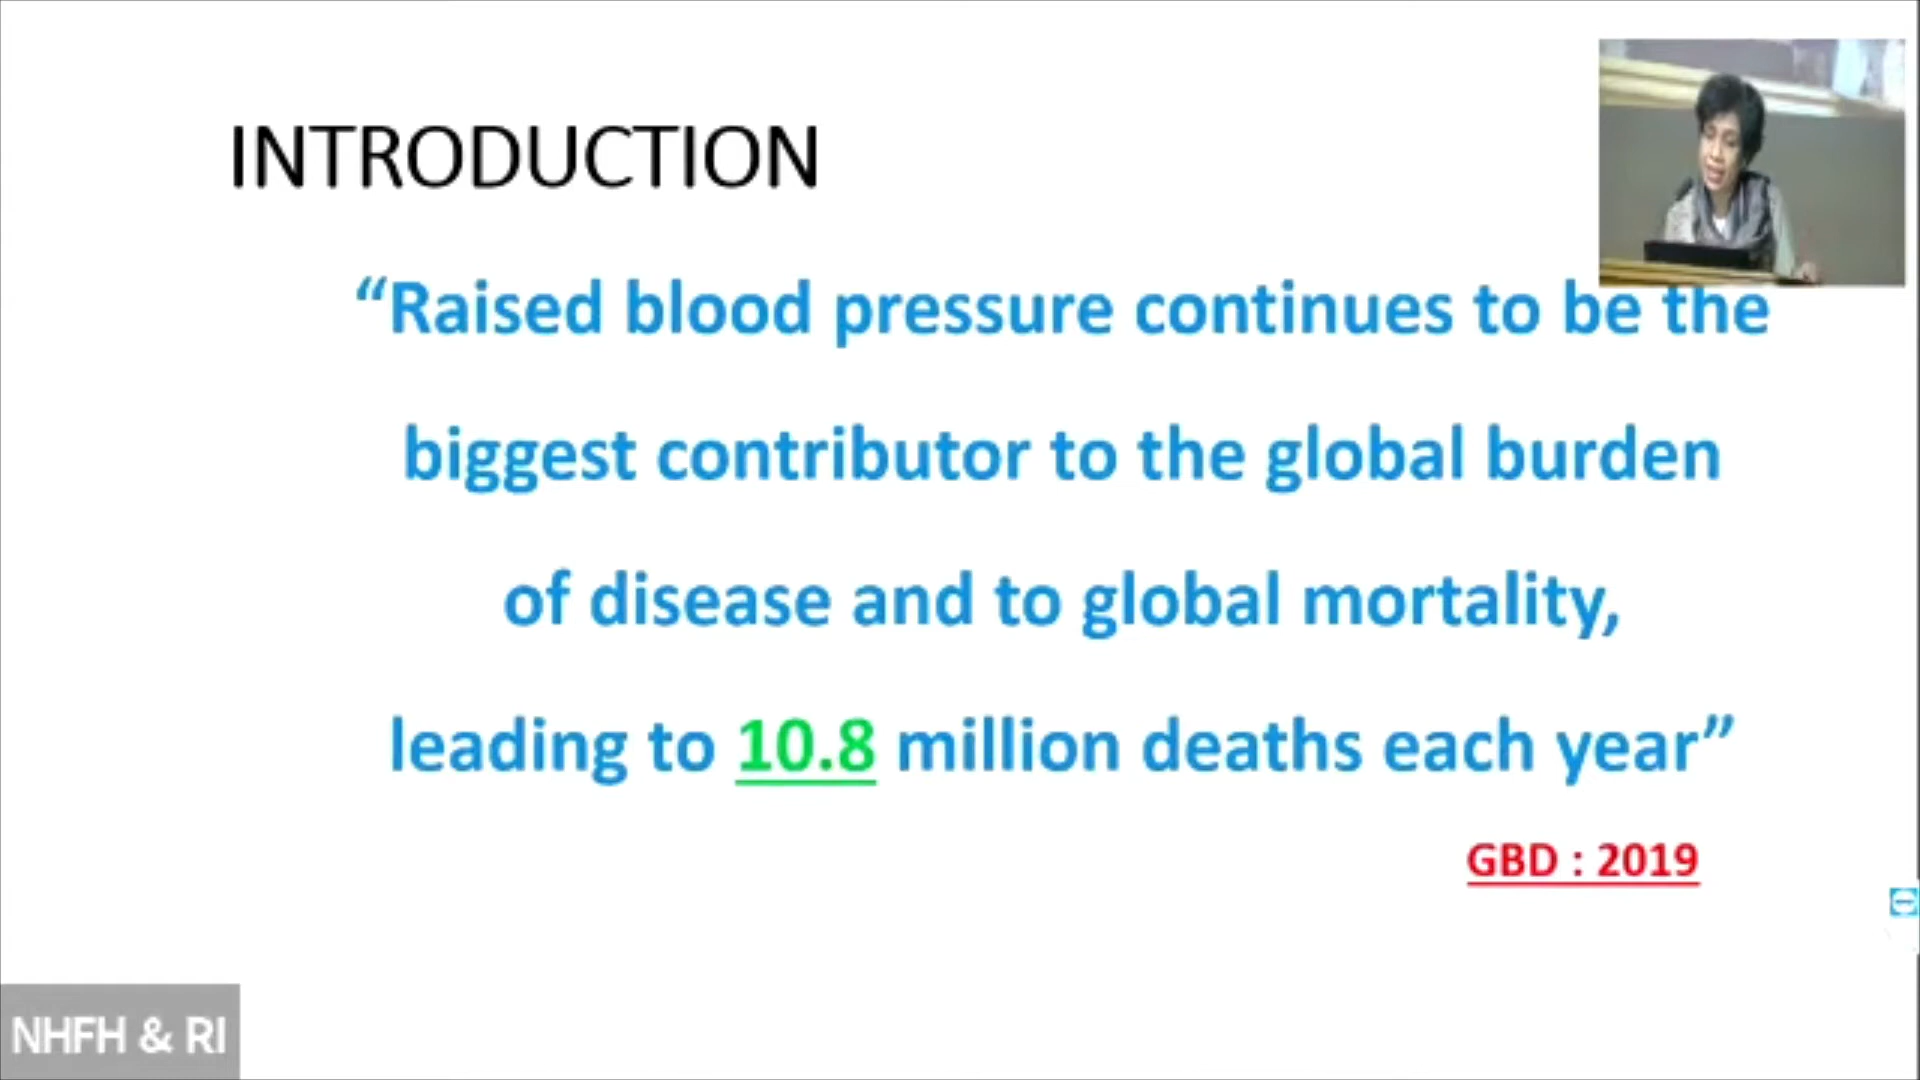 INTRODUCTION
“Raised blood pressure continues to be the
biggest contributor to the global burden
of disease and to global mortality,
leading to 10.8 million deaths each year”
GBD : 2019
NHFH & RI